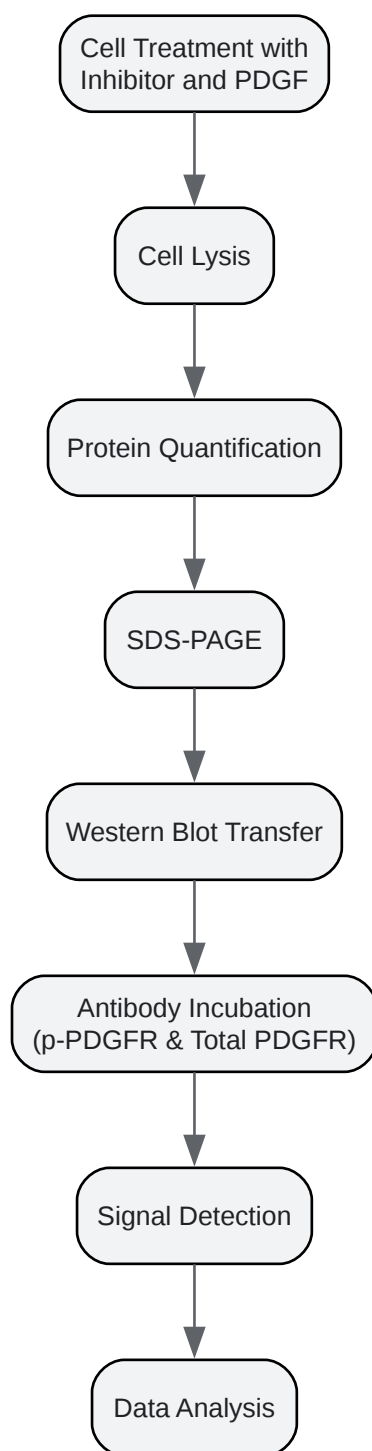 Cell Treatment with
Inhibitor and PDGF
Cell Lysis
Protein Quantification
SDS-PAGE
Western Blot Transfer
Antibody Incubation
(p-PDGFR & Total PDGFR)
Signal Detection
Data Analysis